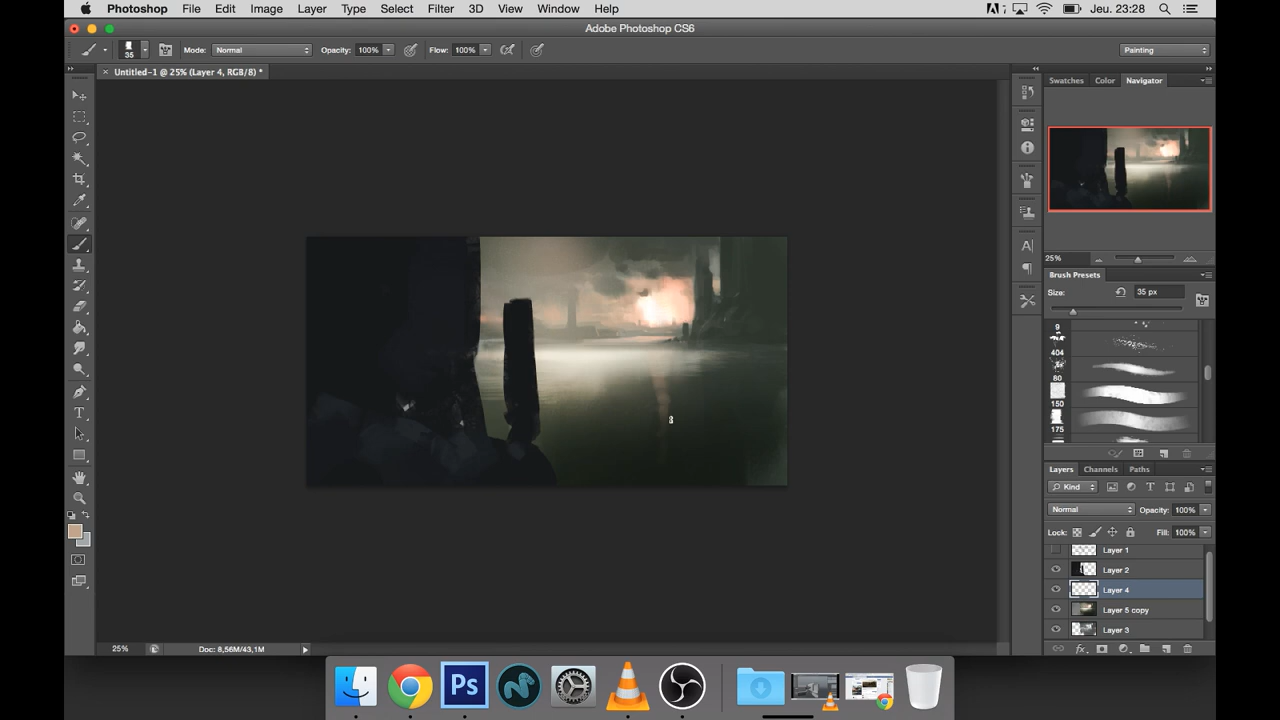 Photoshop File Edit Image Layer Type Select Filter 3D View Window Help Jeu. 23:28
Adobe Photoshop CS6
35 Mode: Normal Opacity: 100% Flow: 100% Painting
Untitled-1 @ 25% (Layer 4, RGB/8) *
Swatches Color Navigator
25%
Brush Presets
Size: 35 px
9
404
80
150
175
Layers Channels Paths
Kind
Normal Opacity: 100%
Lock: Fill: 100%
Layer 1
Layer 2
Layer 4
Layer 5 copy
Layer 3
25% Doc: 8,56M/43,1M
Ps